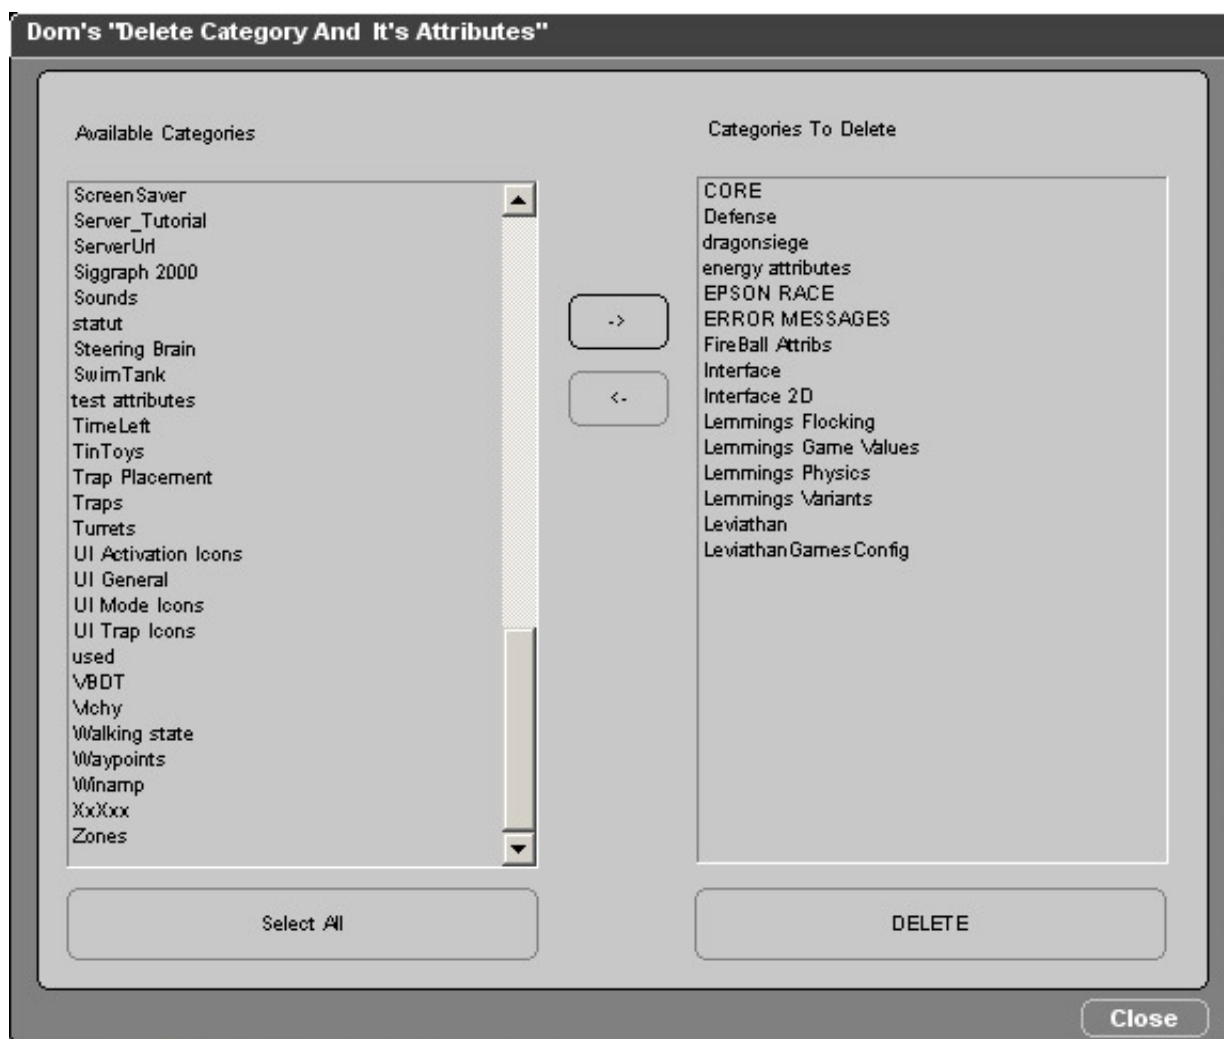 Dom's "Delete Category And It's Attributes"
Available Categories
ScreenSaver
Server_Tutorial
ServerUrl
Siggraph 2000
Sounds
statut
Steering Brain
SwimTank
test attributes
TimeLeft
TinToys
Trap Placement
Traps
Turrets
UI Activation Icons
UI General
UI Mode Icons
UI Trap Icons
used
VBDT
Vichy
Walking state
Waypoints
Winamp
XxXxx
Zones
Select All
->
<-
Categories To Delete
CORE
Defense
dragonsiege
energy attributes
EPSON RACE
ERROR MESSAGES
FireBall Attribs
Interface
Interface 2D
Lemmings Flocking
Lemmings Game Values
Lemmings Physics
Lemmings Variants
Leviathan
LeviathanGamesConfig
DELETE
Close